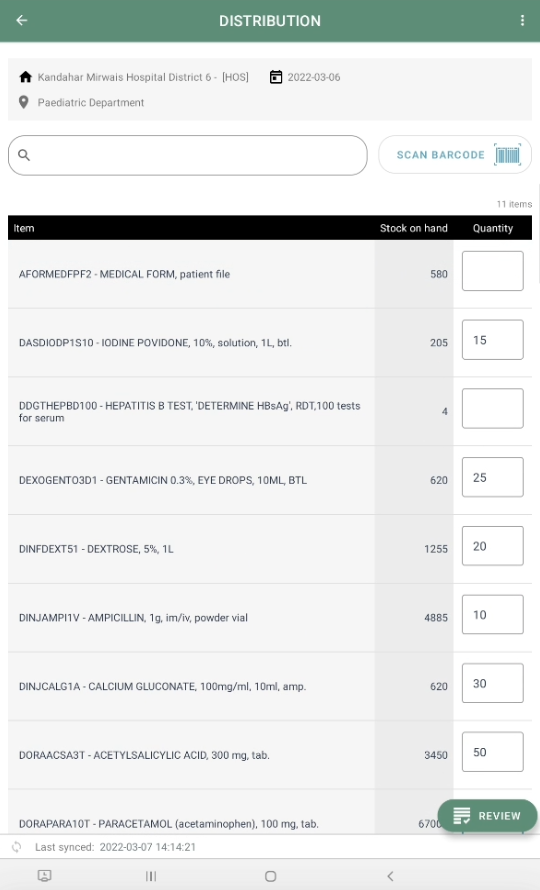 DISTRIBUTION
Kandahar Mirwais Hospital District 6 - [HOS] 2022-03-06
Paediatric Department
SCAN BARCODE
11 items
Item Stock on hand Quantity
AFORMEDFPF2 - MEDICAL FORM, patient file 580
DASDIODP1S10 - IODINE POVIDONE, 10%, solution, 1L, btl. 205 15
DDGTHEPBD100 - HEPATITIS B TEST, 'DETERMINE HBsAg', RDT,100 tests
for serum 4
DEXOGENTO3D1 - GENTAMICIN 0.3%, EYE DROPS, 10ML, BTL 620 25
DINFDEXT51 - DEXTROSE, 5%, 1L 1255 20
DINJAMPI1V - AMPICILLIN, 1g, im/iv, powder vial 4885 10
DINJCALG1A - CALCIUM GLUCONATE, 100mg/ml, 10ml, amp. 620 30
DORAACSA3T - ACETYLSALICYLIC ACID, 300 mg, tab. 3450 50
DORAPARA10T - PARACETAMOL (acetaminophen), 100 mg, tab.
REVIEW
Last synced: 2022-03-07 14:14:21